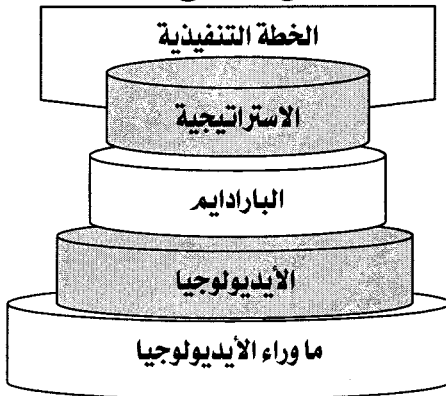 الخطة التنفيذية
الاستراتيجية
البارادايم
الأيديولوجيا
ما وراء الأيديولوجيا